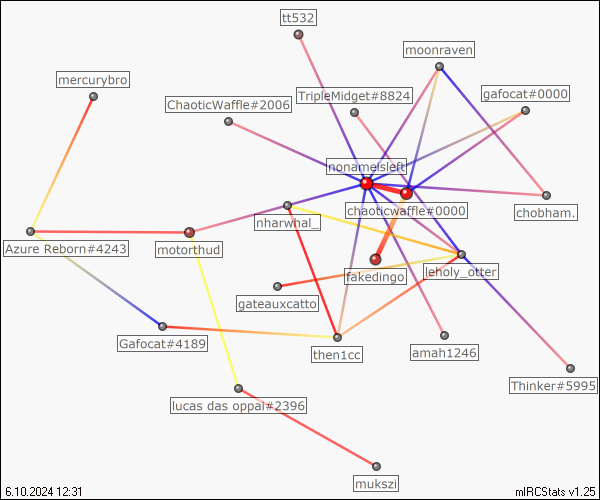 tt532
moonraven
mercurybro
gafocat#0000
TripleMidget#8824
ChaoticWaffle#2006
nonameisleft
chaoticwaffle#0000
chobham.
nharwhal_
Azure Reborn#4243
motorthud
fakedingo
leholy_otter
gateauxcatto
Gafocat#4189
then1cc
amah1246
Thinker#5995
lucas das oppai#2396
mukszi
6.10.2024 12:31
mIRCStats v1.25